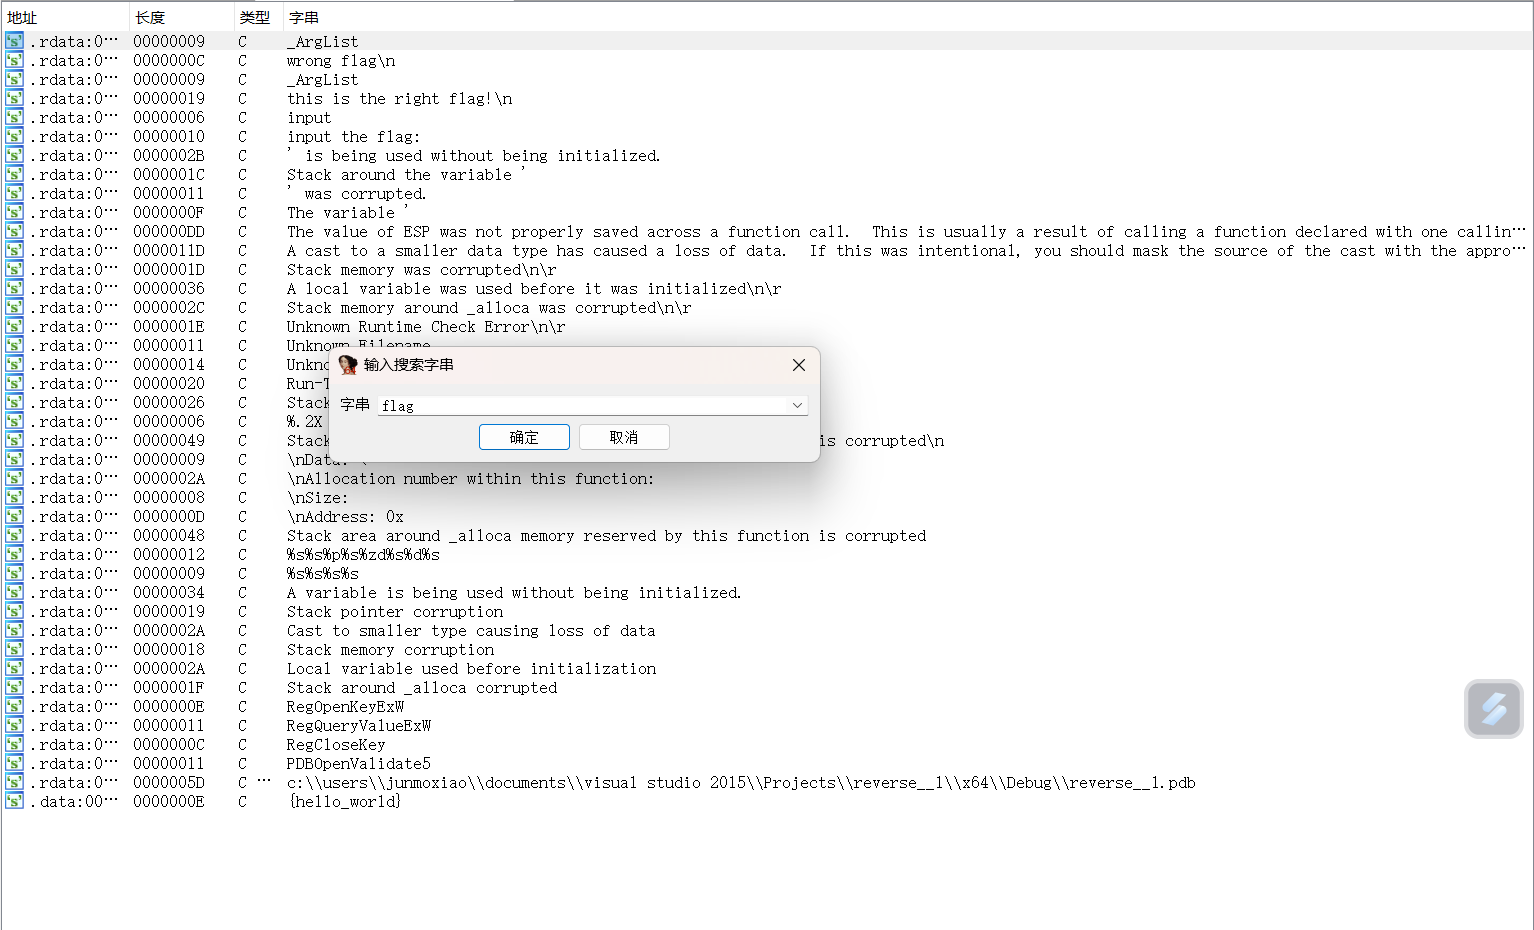 地址 长度 类型 字串
.rdata:0… 00000009 C _ArgList
.rdata:0… 0000000C C wrong flag\n
.rdata:0… 00000009 C _ArgList
.rdata:0… 00000019 C this is the right flag!\n
.rdata:0… 00000006 C input
.rdata:0… 00000010 C input the flag:
.rdata:0… 0000002B C ' is being used without being initialized.
.rdata:0… 0000001C C Stack around the variable '
.rdata:0… 00000011 C ' was corrupted.
.rdata:0… 0000000F C The variable '
.rdata:0… 000000DD C The value of ESP was not properly saved across a function call.  This is usually a result of calling a function declared with one callin…
.rdata:0… 0000011D C A cast to a smaller data type has caused a loss of data.  If this was intentional, you should mask the source of the cast with the appro…
.rdata:0… 0000001D C Stack memory was corrupted\n\r
.rdata:0… 00000036 C A local variable was used before it was initialized\n\r
.rdata:0… 0000002C C Stack memory around _alloca was corrupted\n\r
.rdata:0… 0000001E C Unknown Runtime Check Error\n\r
.rdata:0… 00000011 C Unknown Filename
.rdata:0… 00000014 C Unkno
输入搜索字串
.rdata:0… 00000020 C Run-T
.rdata:0… 00000026 C Stack
字串 flag
.rdata:0… 00000006 C %.2X
确定 取消
.rdata:0… 00000049 C Stack is corrupted\n
.rdata:0… 00000009 C \nData:
.rdata:0… 0000002A C \nAllocation number within this function:
.rdata:0… 00000008 C \nSize:
.rdata:0… 0000000D C \nAddress: 0x
.rdata:0… 00000048 C Stack area around _alloca memory reserved by this function is corrupted
.rdata:0… 00000012 C %s%s%p%s%zd%s%d%s
.rdata:0… 00000009 C %s%s%s%s
.rdata:0… 00000034 C A variable is being used without being initialized.
.rdata:0… 00000019 C Stack pointer corruption
.rdata:0… 0000002A C Cast to smaller type causing loss of data
.rdata:0… 00000018 C Stack memory corruption
.rdata:0… 0000002A C Local variable used before initialization
.rdata:0… 0000001F C Stack around _alloca corrupted
.rdata:0… 0000000E C RegOpenKeyExW
.rdata:0… 00000011 C RegQueryValueExW
.rdata:0… 0000000C C RegCloseKey
.rdata:0… 00000011 C PDBOpenValidate5
.rdata:0… 0000005D C … c:\\users\\junmoxiao\\documents\\visual studio 2015\\Projects\\reverse__1\\x64\\Debug\\reverse__1.pdb
.data:00… 0000000E C {hello_world}